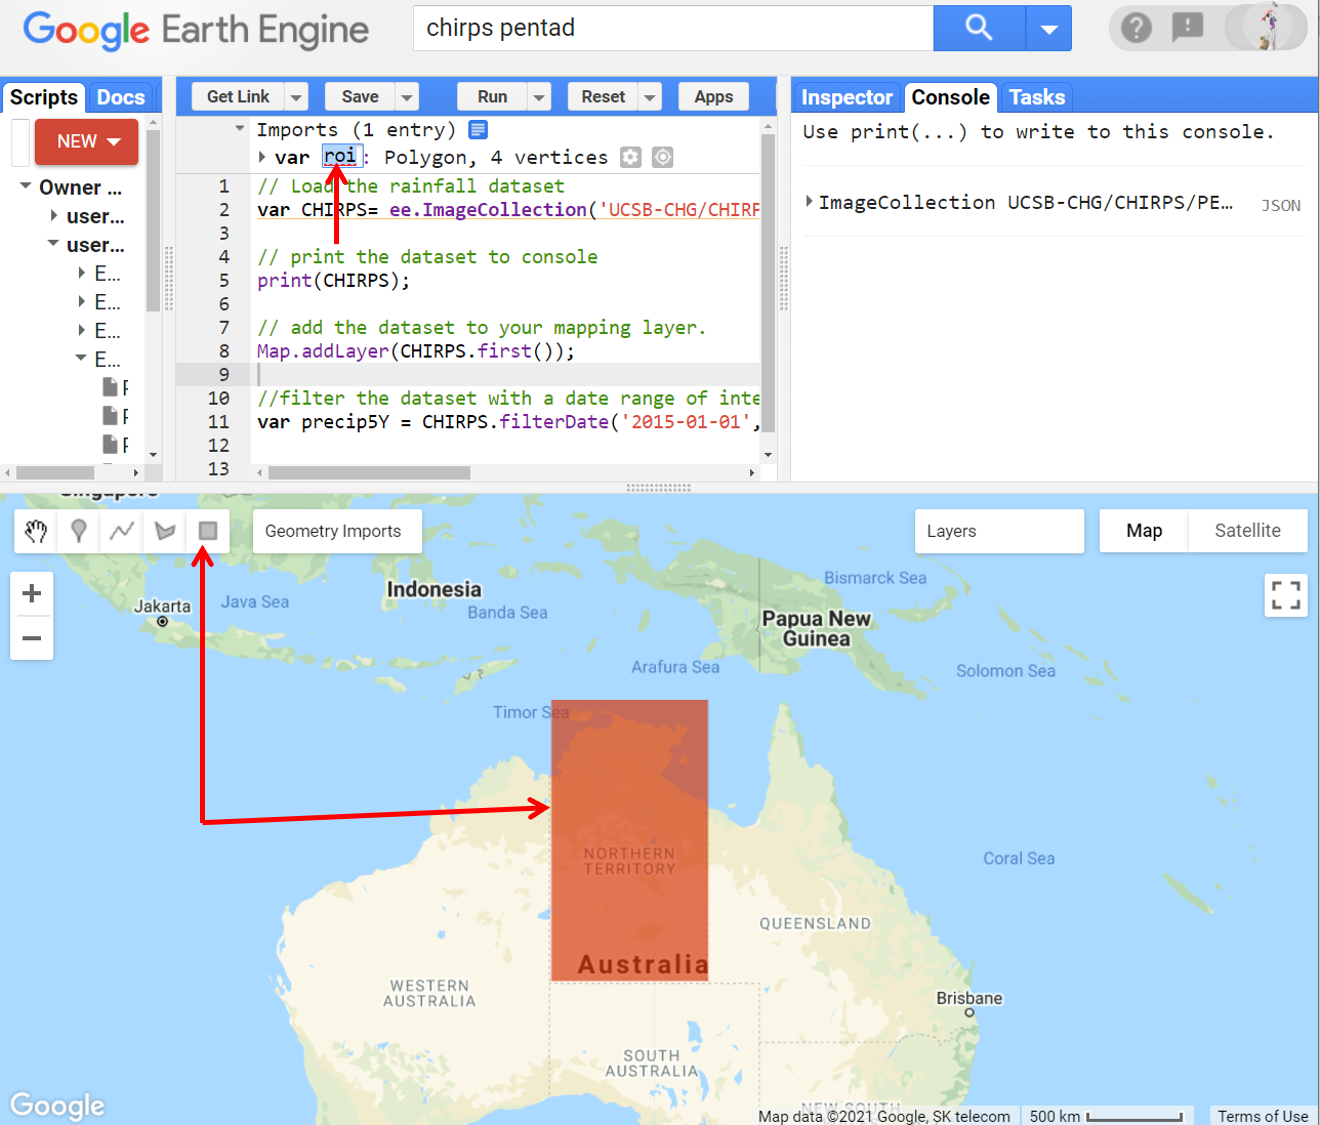 Google Earth Engine
chirps pentad
Scripts Docs
NEW
Owner ...
user...
user...
E...
E...
E...
E...
Get Link Save Run Reset Apps
Imports (1 entry)
var roi: Polygon, 4 vertices
1 // Load the rainfall dataset
2 var CHIRPS= ee.ImageCollection('UCSB-CHG/CHIRP
3
4 // print the dataset to console
5 print(CHIRPS);
6
7 // add the dataset to your mapping layer.
8 Map.addLayer(CHIRPS.first());
9
10 //filter the dataset with a date range of inte
11 var precip5Y = CHIRPS.filterDate('2015-01-01',
12
13
Inspector Console Tasks
Use print(...) to write to this console.
ImageCollection UCSB-CHG/CHIRPS/PE... JSON
Singapore
Geometry Imports
Layers
Map Satellite
Indonesia
Bismarck Sea
Jakarta
Java Sea
Banda Sea
Papua New
Guinea
Arafura Sea
Solomon Sea
Timor Sea
NORTHERN
TERRITORY
Coral Sea
QUEENSLAND
Australia
WESTERN
AUSTRALIA
Brisbane
SOUTH
AUSTRALIA
NEW SOUTH
Google
Map data ©2021 Google, SK telecom 500 km Terms of Use